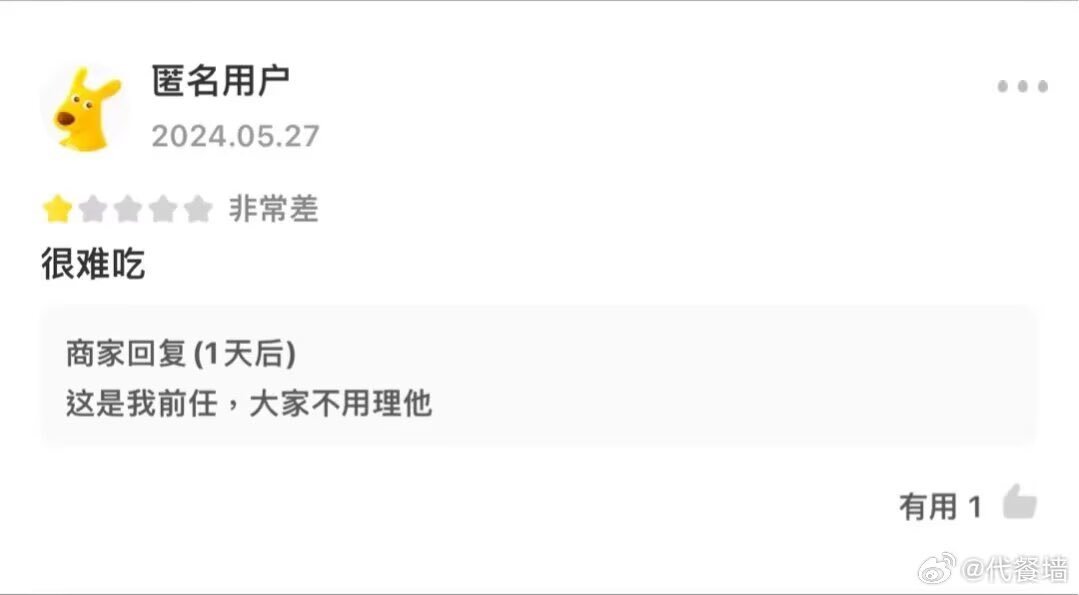 匿名用户
2024.05.27
非常差
很难吃
商家回复(1天后)
这是我前任，大家不用理他
有用 1
@代餐墙